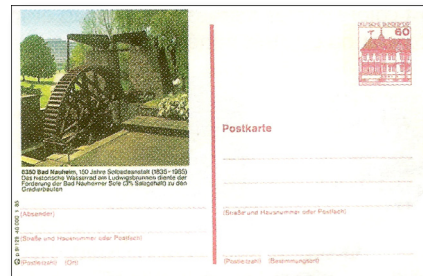 DEUTSCHE BUNDESPOST
60
6350 Bad Nauheim, 150 Jahre Solbadeanstalt (1835-1985)
Das historische Wasserrad am Ludwigsbrunnen diente der
Förderung der Bad Nauheimer Sole (3% Salzgehalt) zu den
Gradierbauten
Postkarte
(Absender)
(Straße und Hausnummer oder Postfach)
(Straße und Hausnummer oder Postfach)
(Postleitzahl) (Ort)
(Postleitzahl) (Bestimmungsort)